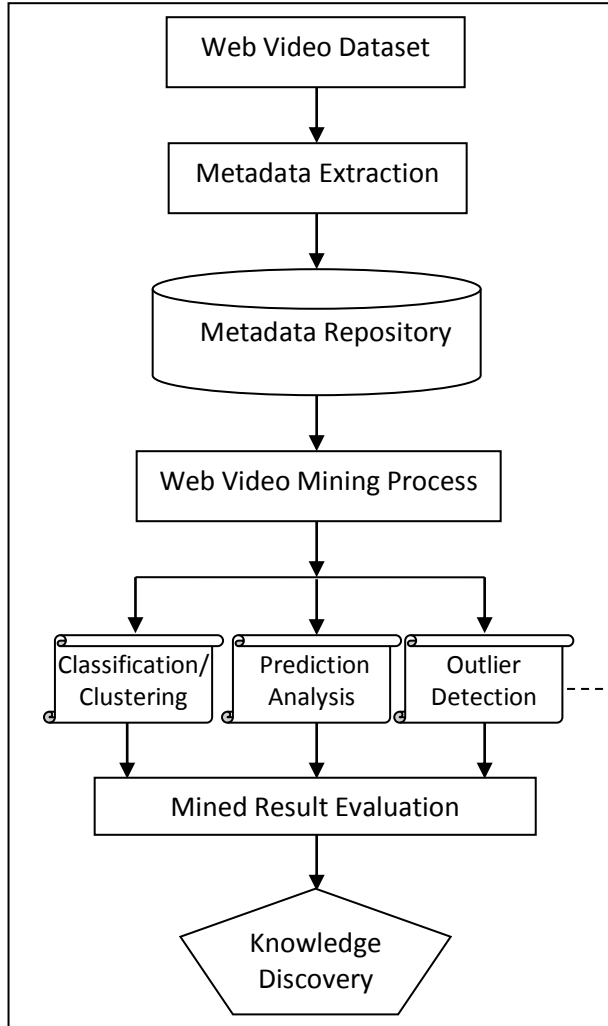 Web Video Dataset
Metadata Extraction
Metadata Repository
Web Video Mining Process
Classification/
Clustering
Prediction
Analysis
Outlier
Detection
Mined Result Evaluation
Knowledge
Discovery